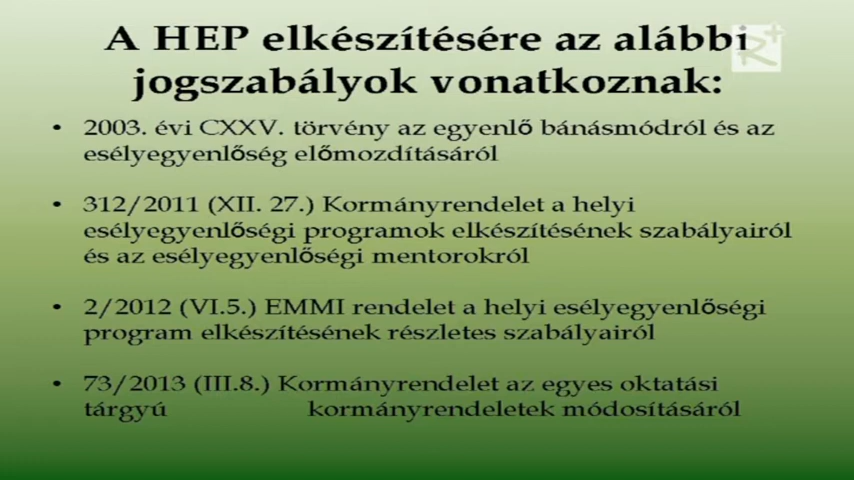 A HEP elkészítésére az alábbi
jogszabályok vonatkoznak:
• 2003. évi CXXV. törvény az egyenlő bánásmódról és az
esélyegyenlőség előmozdításáról
• 312/2011 (XII. 27.) Kormányrendelet a helyi
esélyegyenlőségi programok elkészítésének szabályairól
és az esélyegyenlőségi mentorokról
• 2/2012 (VI.5.) EMMI rendelet a helyi esélyegyenlőségi
program elkészítésének részletes szabályairól
• 73/2013 (III.8.) Kormányrendelet az egyes oktatási
tárgyú kormányrendeletek módosításáról
R+